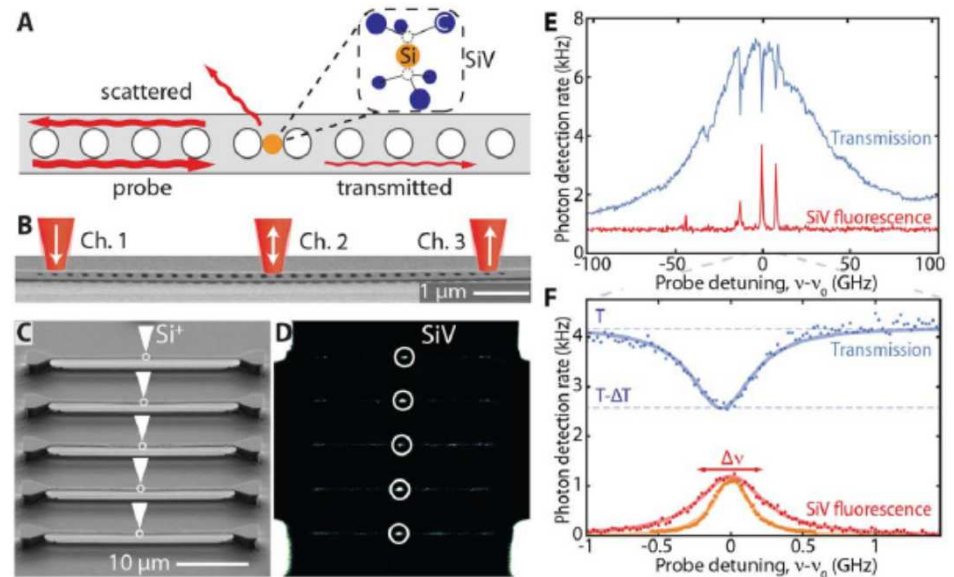 A
Si
SiV
scattered
probe
transmitted
B
Ch. 1
Ch. 2
Ch. 3
1 μm
C
Si⁺
10 μm
D
SiV
E
Photon detection rate (kHz)
8
6
4
2
0
Transmission
SiV fluorescence
-100
-50
0
50
100
Probe detuning, ν-ν₀ (GHz)
F
Photon detection rate (kHz)
4
3
2
1
0
T
Transmission
T-ΔT
Δν
SiV fluorescence
-1
-0.5
0
0.5
1
Probe detuning, ν-ν₀ (GHz)